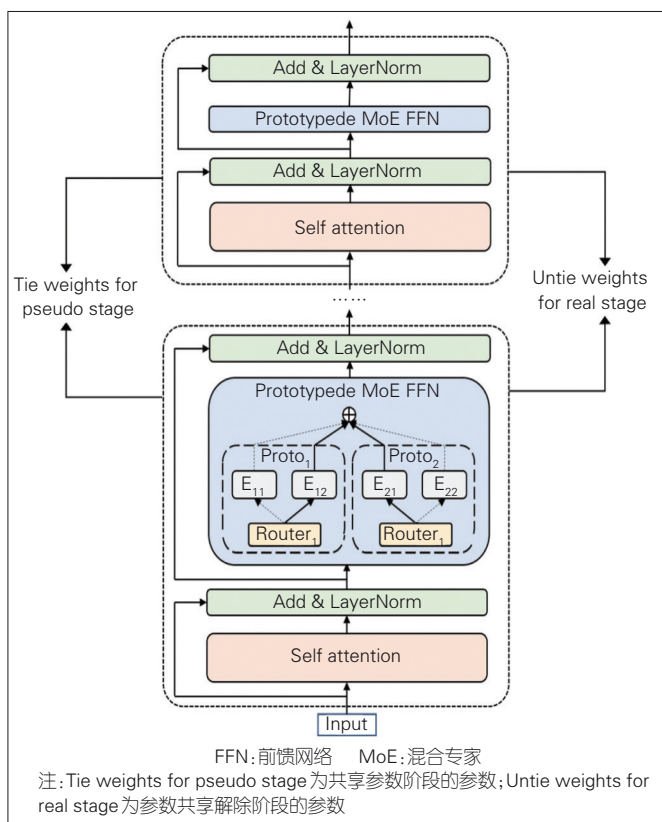 Add & LayerNorm
Prototypede MoE FFN
Add & LayerNorm
Self attention
Tie weights for
pseudo stage
Untie weights
for real stage
……
Add & LayerNorm
Prototypede MoE FFN
Proto₁ Proto₂
E₁₁ E₁₂ E₂₁ E₂₂
Router₁ Router₁
Add & LayerNorm
Self attention
Input
FFN:前馈网络 MoE:混合专家
注:Tie weights for pseudo stage为共享参数阶段的参数;Untie weights for
real stage为参数共享解除阶段的参数